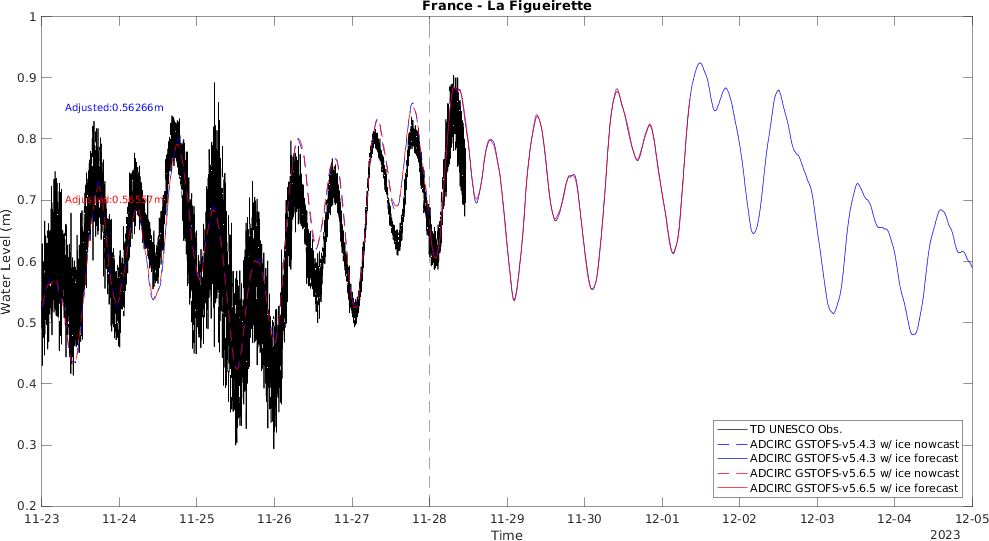 France - La Figueirette
1
0.9
0.8
0.7
0.6
0.5
0.4
0.3
0.2
Water Level (m)
Adjusted:0.56266m
11-23
11-24
11-25
11-26
11-27
11-28
11-29
11-30
12-01
12-02
12-03
12-04
12-05
Time
2023
TD UNESCO Obs.
ADCIRC GSTOFS-v5.4.3 w/ ice nowcast
ADCIRC GSTOFS-v5.4.3 w/ ice forecast
ADCIRC GSTOFS-v5.6.5 w/ ice nowcast
ADCIRC GSTOFS-v5.6.5 w/ ice forecast